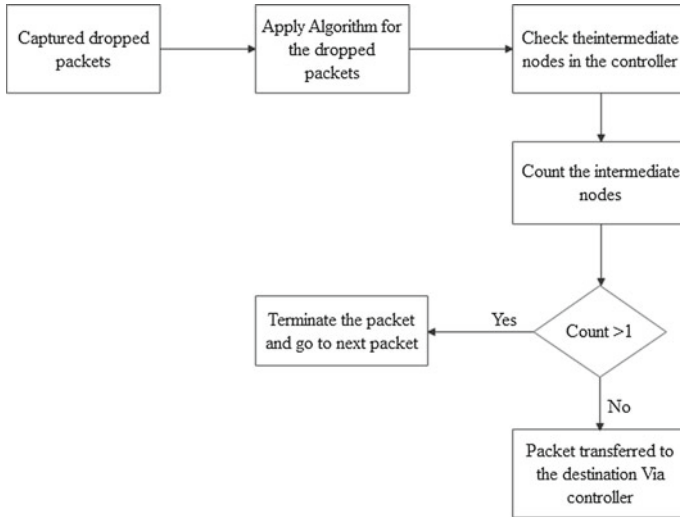 Captured dropped
packets
Apply Algorithm for
the dropped
packets
Check theintermediate
nodes in the controller
Count the intermediate
nodes
Count >1
Yes
Terminate the packet
and go to next packet
No
Packet transferred to
the destination Via
controller